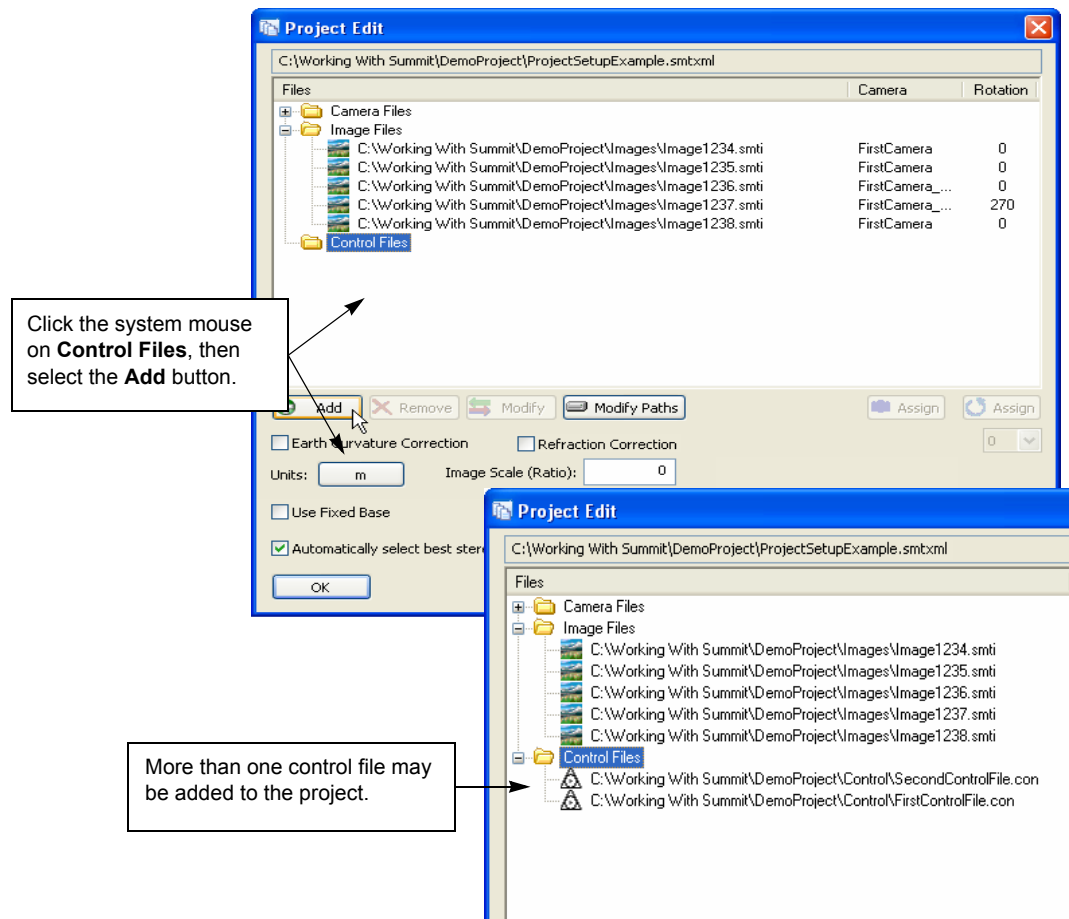 Project Edit
C:\Working With Summit\DemoProject\ProjectSetupExample.smtxml
Files Camera Rotation
Camera Files
Image Files
C:\Working With Summit\DemoProject\Images\Image1234.smti FirstCamera 0
C:\Working With Summit\DemoProject\Images\Image1235.smti FirstCamera 0
C:\Working With Summit\DemoProject\Images\Image1236.smti FirstCamera_... 0
C:\Working With Summit\DemoProject\Images\Image1237.smti FirstCamera_... 270
C:\Working With Summit\DemoProject\Images\Image1238.smti FirstCamera 0
Control Files
Click the system mouse
on Control Files, then
select the Add button.
Add Remove Modify Modify Paths Assign Assign
Earth Curvature Correction Refraction Correction 0
Units: m Image Scale (Ratio): 0
Use Fixed Base
Automatically select best ster
OK
Project Edit
C:\Working With Summit\DemoProject\ProjectSetupExample.smtxml
Files
Camera Files
Image Files
C:\Working With Summit\DemoProject\Images\Image1234.smti
C:\Working With Summit\DemoProject\Images\Image1235.smti
C:\Working With Summit\DemoProject\Images\Image1236.smti
C:\Working With Summit\DemoProject\Images\Image1237.smti
C:\Working With Summit\DemoProject\Images\Image1238.smti
Control Files
C:\Working With Summit\DemoProject\Control\SecondControlFile.con
C:\Working With Summit\DemoProject\Control\FirstControlFile.con
More than one control file may
be added to the project.